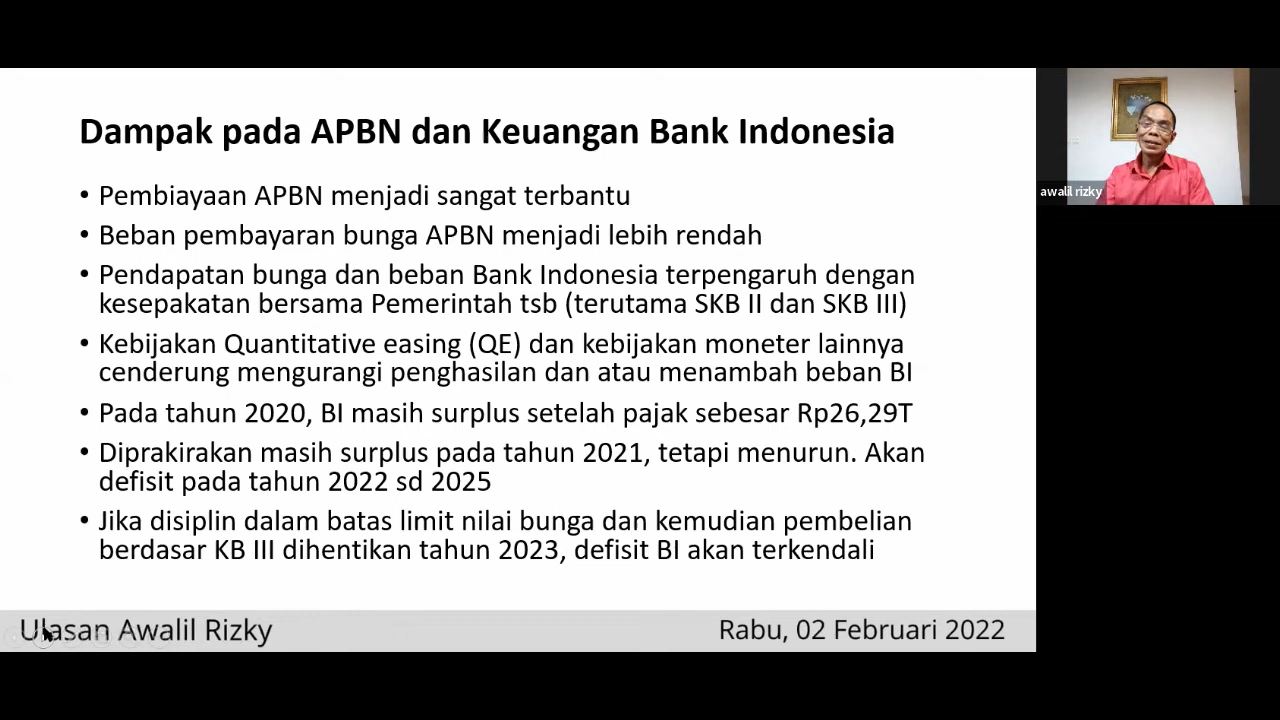 Dampak pada APBN dan Keuangan Bank Indonesia
• Pembiayaan APBN menjadi sangat terbantu
• Beban pembayaran bunga APBN menjadi lebih rendah
• Pendapatan bunga dan beban Bank Indonesia terpengaruh dengan
kesepakatan bersama Pemerintah tsb (terutama SKB II dan SKB III)
• Kebijakan Quantitative easing (QE) dan kebijakan moneter lainnya
cenderung mengurangi penghasilan dan atau menambah beban BI
• Pada tahun 2020, BI masih surplus setelah pajak sebesar Rp26,29T
• Diprakirakan masih surplus pada tahun 2021, tetapi menurun. Akan
defisit pada tahun 2022 sd 2025
• Jika disiplin dalam batas limit nilai bunga dan kemudian pembelian
berdasar KB III dihentikan tahun 2023, defisit BI akan terkendali
Ulasan Awalil Rizky
Rabu, 02 Februari 2022
awalil rizky